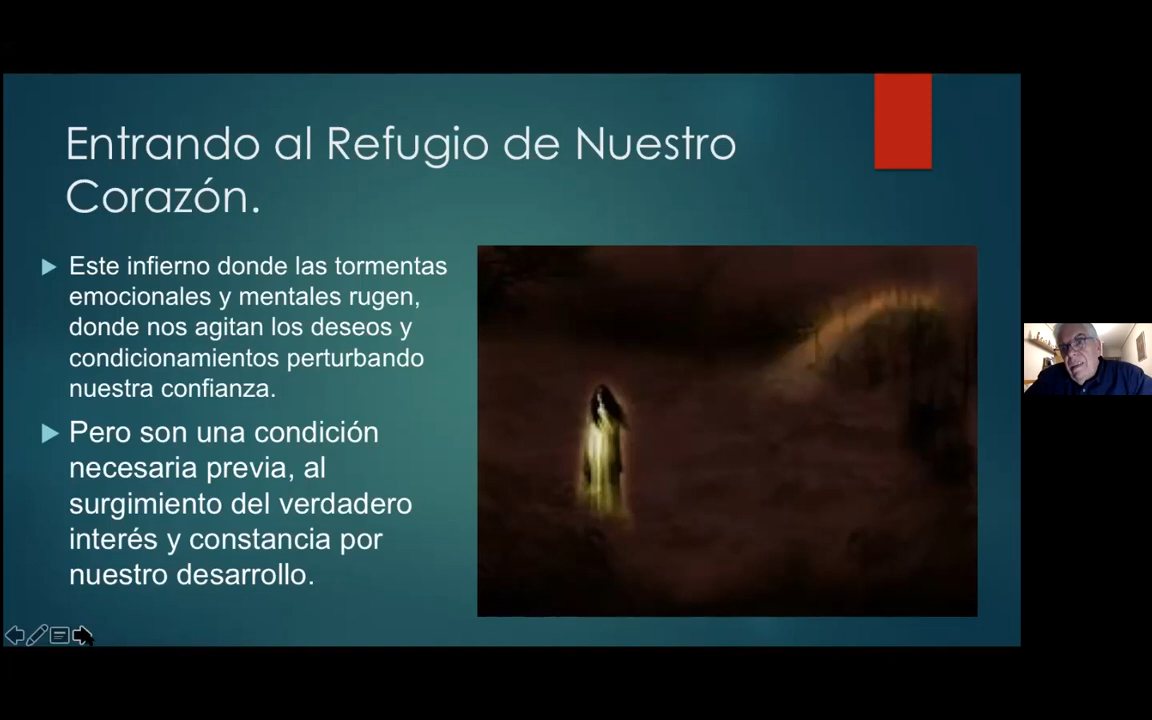 Entrando al Refugio de Nuestro
Corazón.
Este infierno donde las tormentas
emocionales y mentales rugen,
donde nos agitan los deseos y
condicionamientos perturbando
nuestra confianza.
Pero son una condición
necesaria previa, al
surgimiento del verdadero
interés y constancia por
nuestro desarrollo.